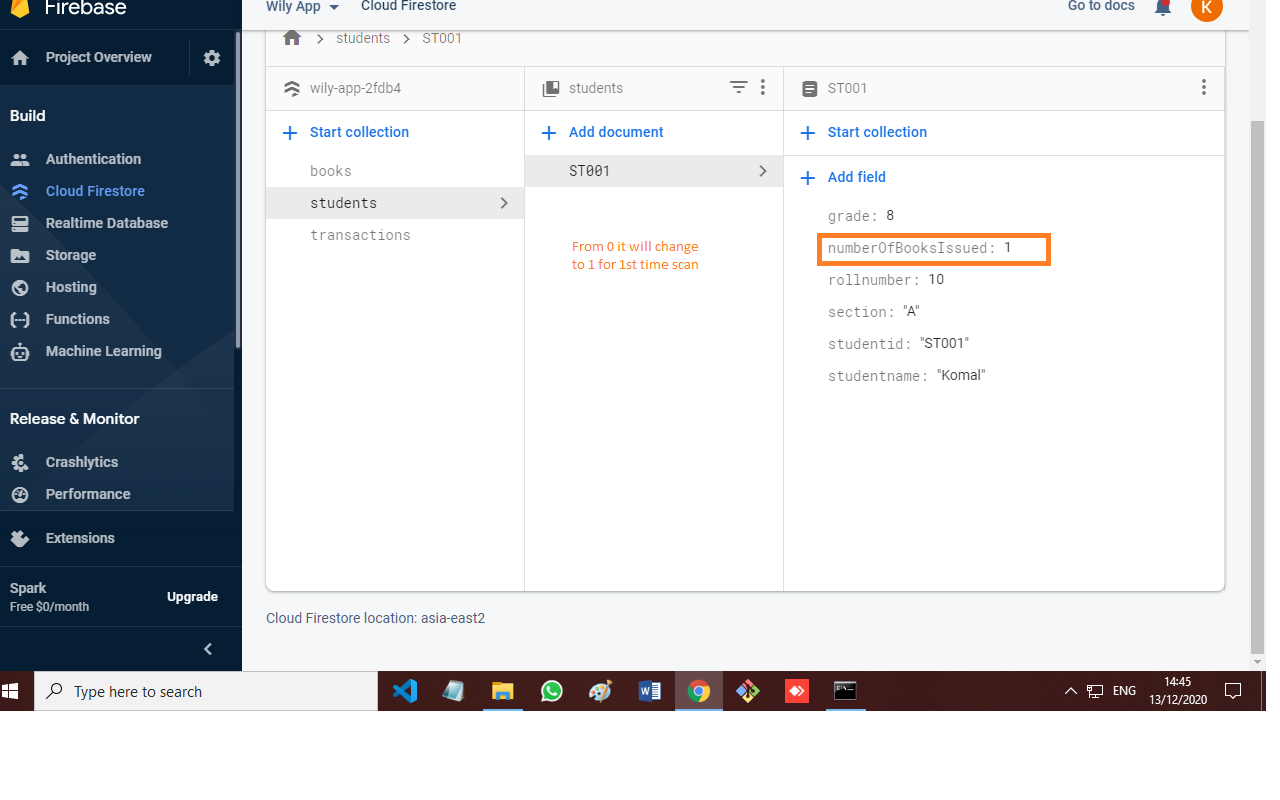 Firebase
Wily App
Cloud Firestore
Go to docs
K
Project Overview
students > ST001
wily-app-2fdb4
students
ST001
Build
Start collection
Add document
Start collection
Authentication
books
ST001
Add field
Cloud Firestore
students
grade: 8
Realtime Database
transactions
From 0 it will change
to 1 for 1st time scan
numberOfBooksIssued: 1
Storage
rollnumber: 10
Hosting
section: "A"
Functions
studentid: "ST001"
Machine Learning
studentname: "Komal"
Release & Monitor
Crashlytics
Performance
Extensions
Spark
Free $0/month
Upgrade
Cloud Firestore location: asia-east2
Type here to search
ENG
14:45
13/12/2020